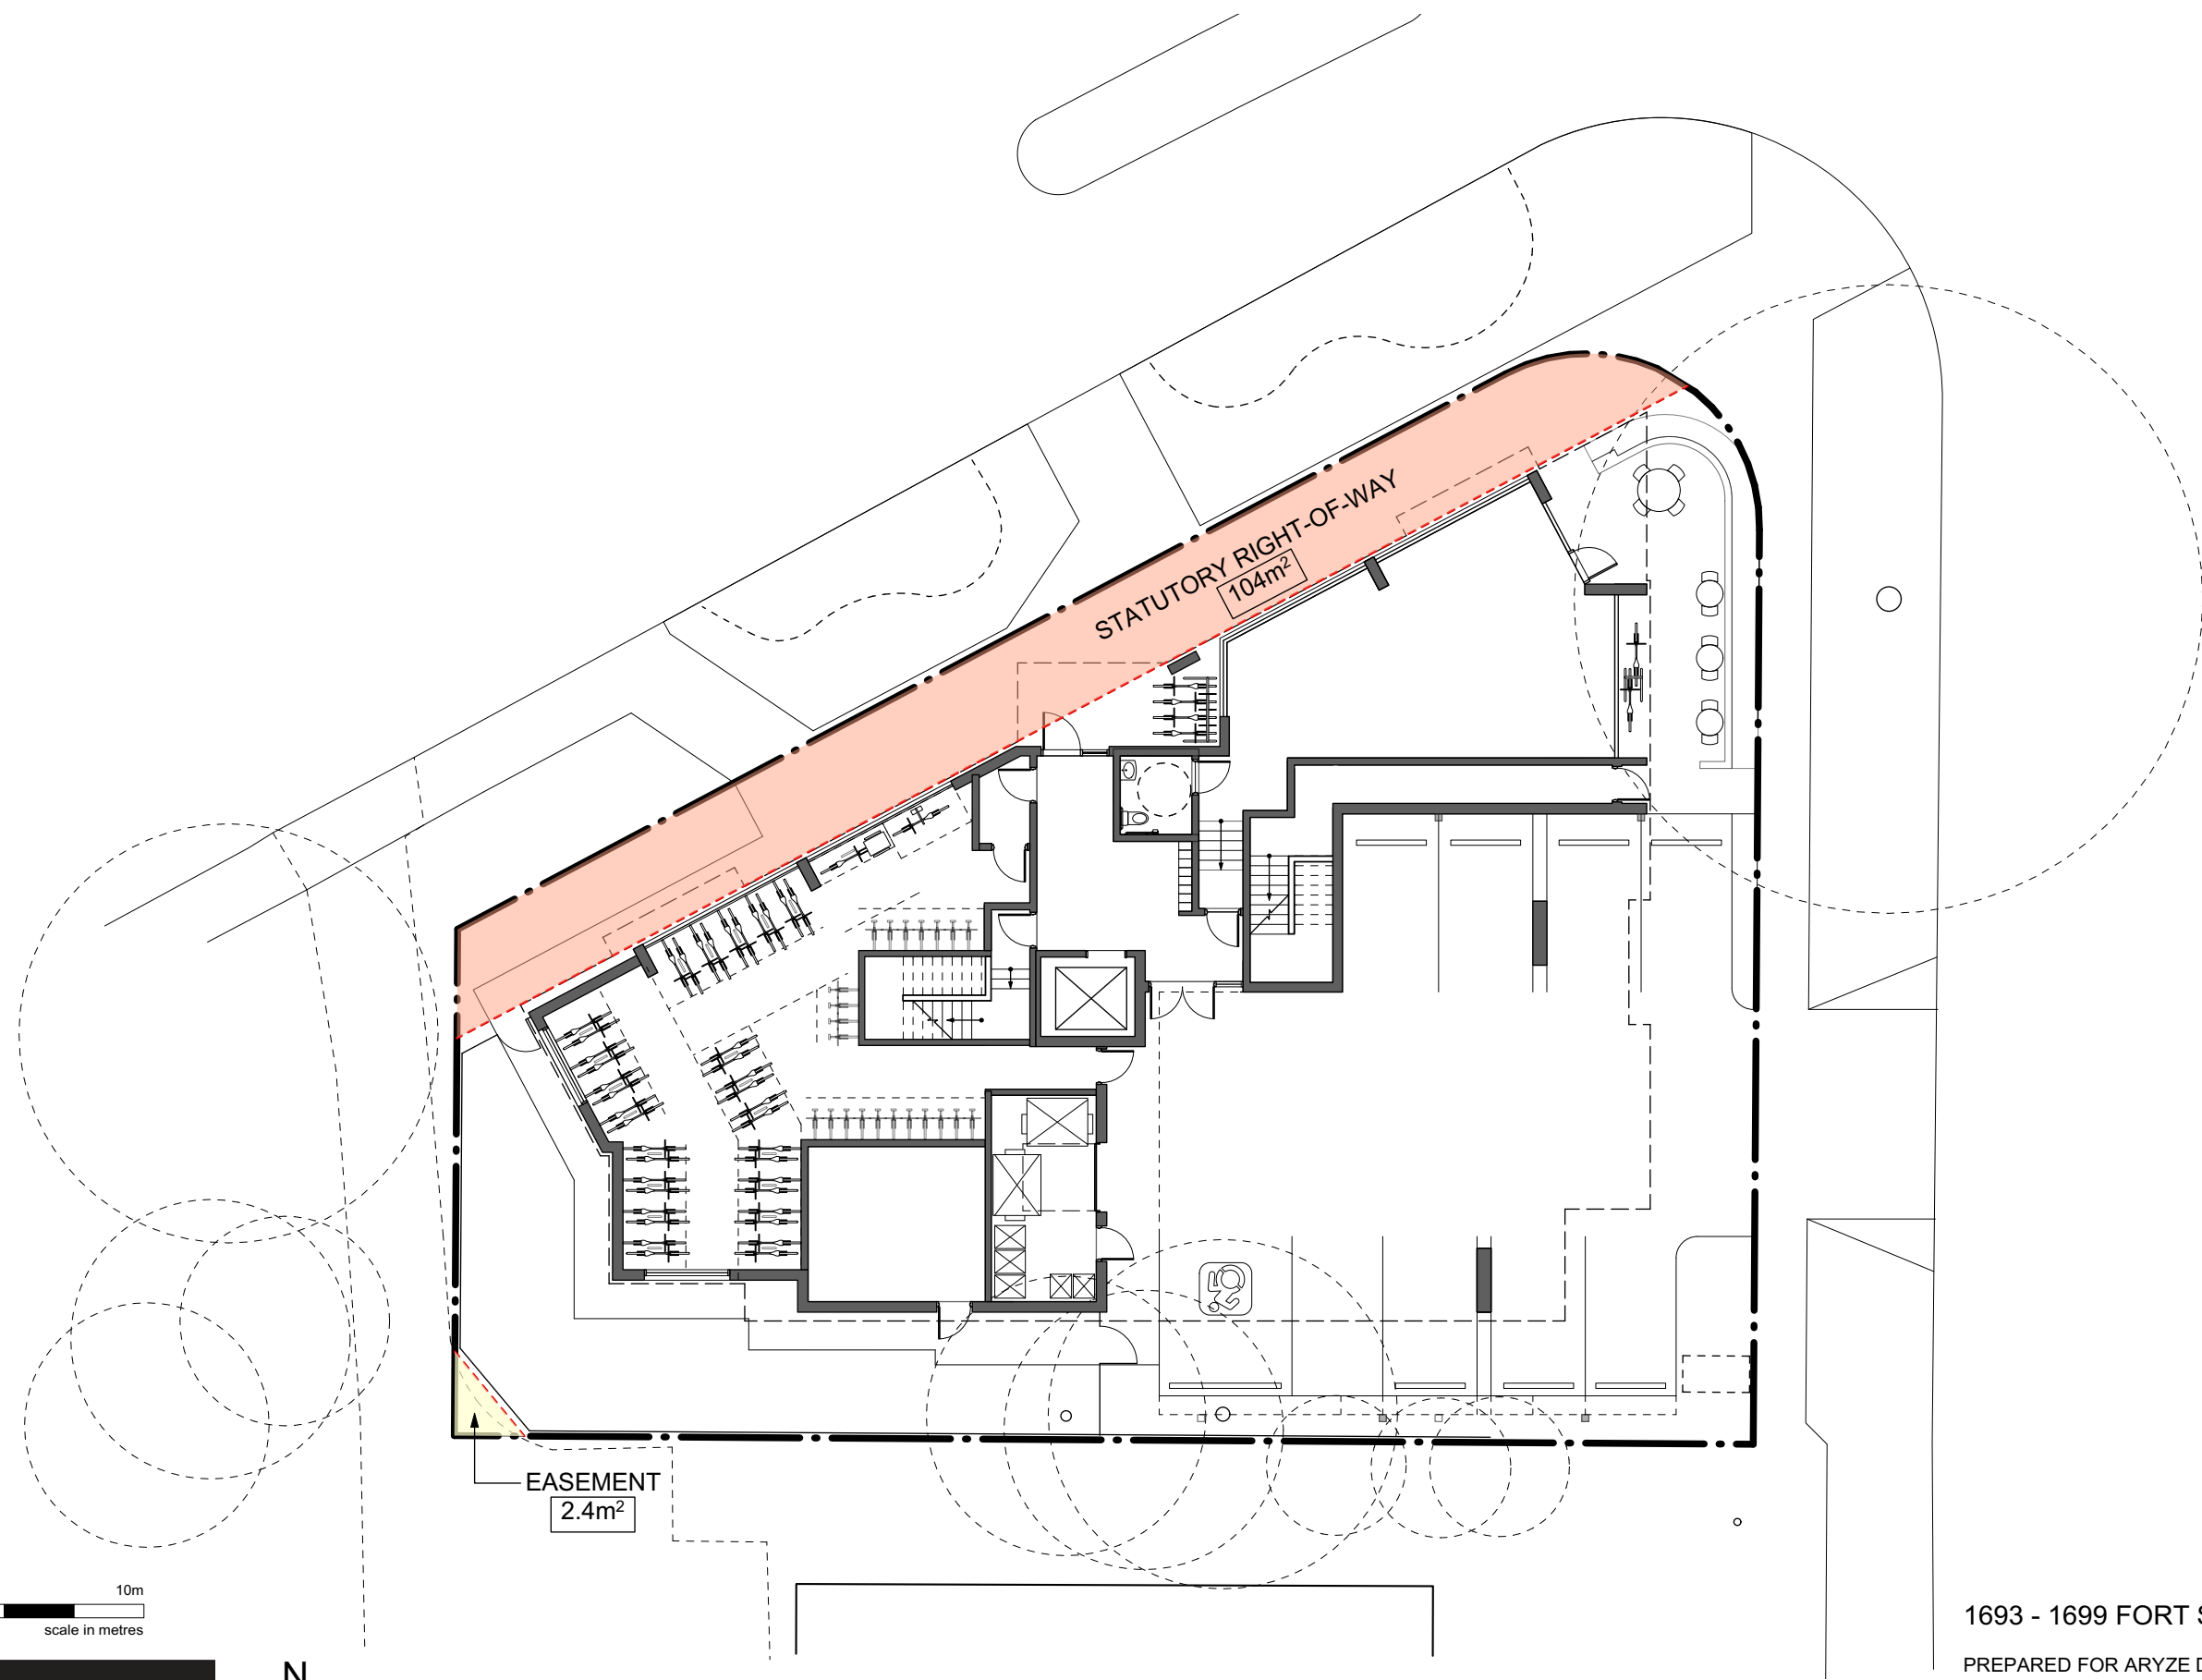 STATUTORY RIGHT-OF-WAY
104m²
EASEMENT
2.4m²
10m
scale in metres
N
1693 - 1699 FORT
PREPARED FOR ARYZE